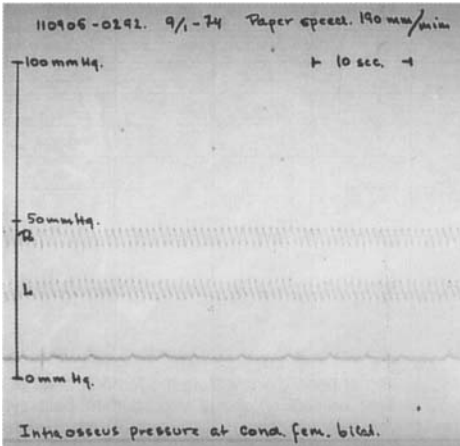 110906-0292. 9/1-74 Paper speed. 190 mm/min
100 mm Hg. 10 sec.
50 mm Hg.
R
L
0 mm Hg.
Intraosseus pressure at cond. fem. bilat.